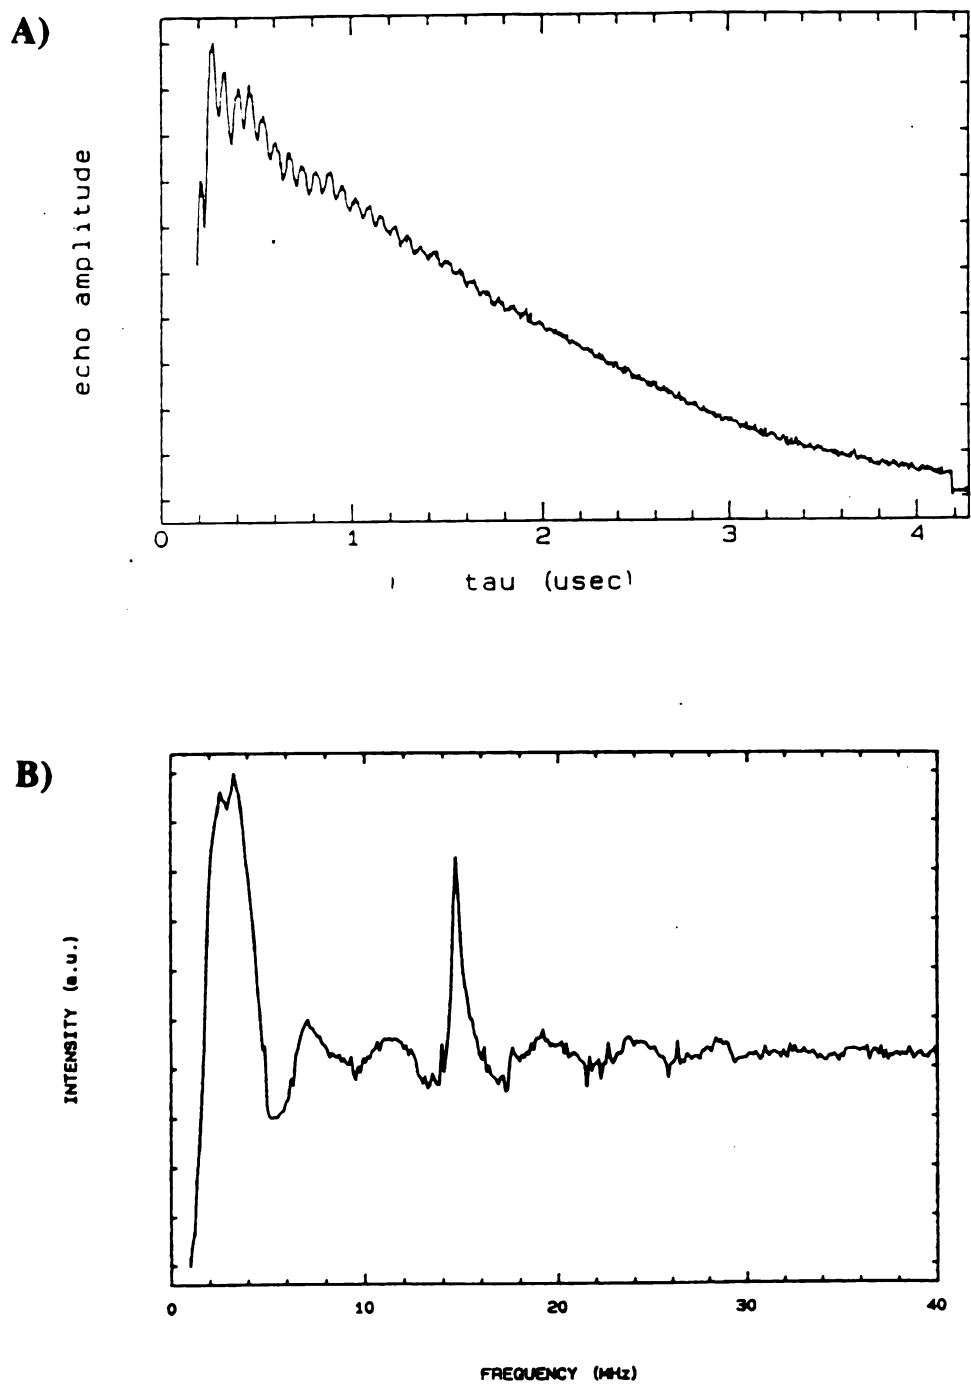 A)
echo amplitude
0 1 2 3 4
tau (usec)
B)
INTENSITY (a.u.)
0 10 20 30 40
FREQUENCY (MHz)